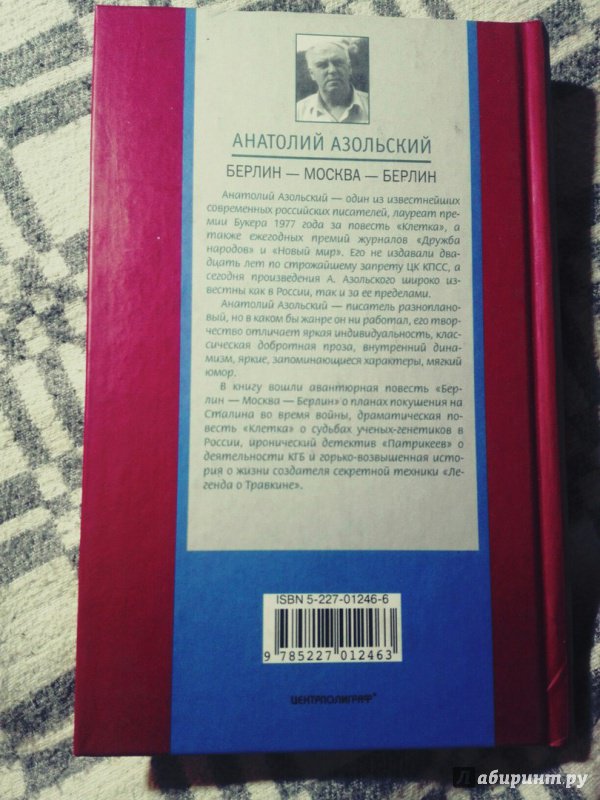 АНАТОЛИЙ АЗОЛЬСКИЙ
БЕРЛИН — МОСКВА — БЕРЛИН
Анатолий Азольский — один из известнейших
современных российских писателей, лауреат пре-
мии Букера 1977 года за повесть «Клетка», а
также ежегодных премий журналов «Дружба
народов» и «Новый мир». Его не издавали два-
дцать лет по строжайшему запрету ЦК КПСС, а
сегодня произведения А. Азольского широко из-
вестны как в России, так и за ее пределами.
Анатолий Азольский — писатель разноплано-
вый, но в каком бы жанре он ни работал, его твор-
чество отличает яркая индивидуальность, клас-
сическая добротная проза, внутренний дина-
мизм, яркие, запоминающиеся характеры, мягкий
юмор.
В книгу вошли авантюрная повесть «Бер-
лин — Москва — Берлин» о планах покушения на
Сталина во время войны, драматическая по-
весть «Клетка» о судьбах ученых-генетиков в
России, иронический детектив «Патрикеев» о
деятельности КГБ и горько-возвышенная исто-
рия о жизни создателя секретной техники «Ле-
генда о Травкине».
ISBN 5-227-01246-6
9 785227 012463
ЦЕНТРПОЛИГРАФ®
Лабиринт.ру